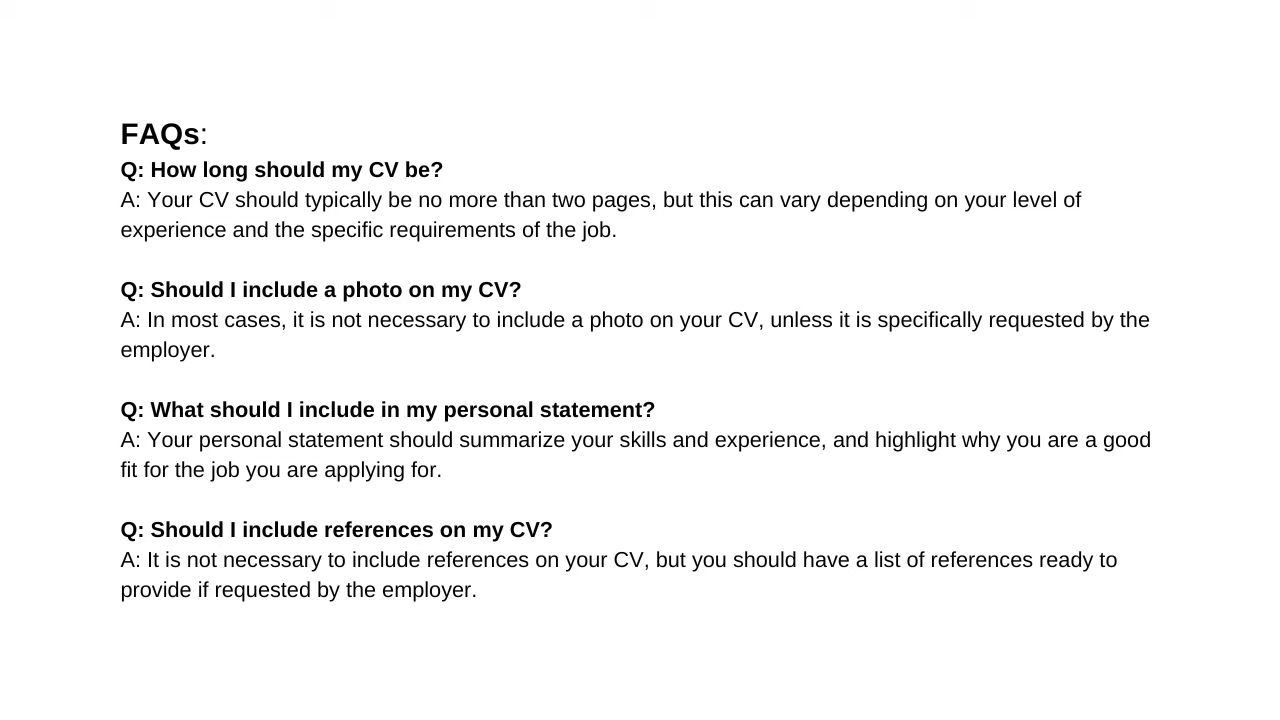 FAQs:
Q: How long should my CV be?
A: Your CV should typically be no more than two pages, but this can vary depending on your level of
experience and the specific requirements of the job.
Q: Should I include a photo on my CV?
A: In most cases, it is not necessary to include a photo on your CV, unless it is specifically requested by the
employer.
Q: What should I include in my personal statement?
A: Your personal statement should summarize your skills and experience, and highlight why you are a good
fit for the job you are applying for.
Q: Should I include references on my CV?
A: It is not necessary to include references on your CV, but you should have a list of references ready to
provide if requested by the employer.